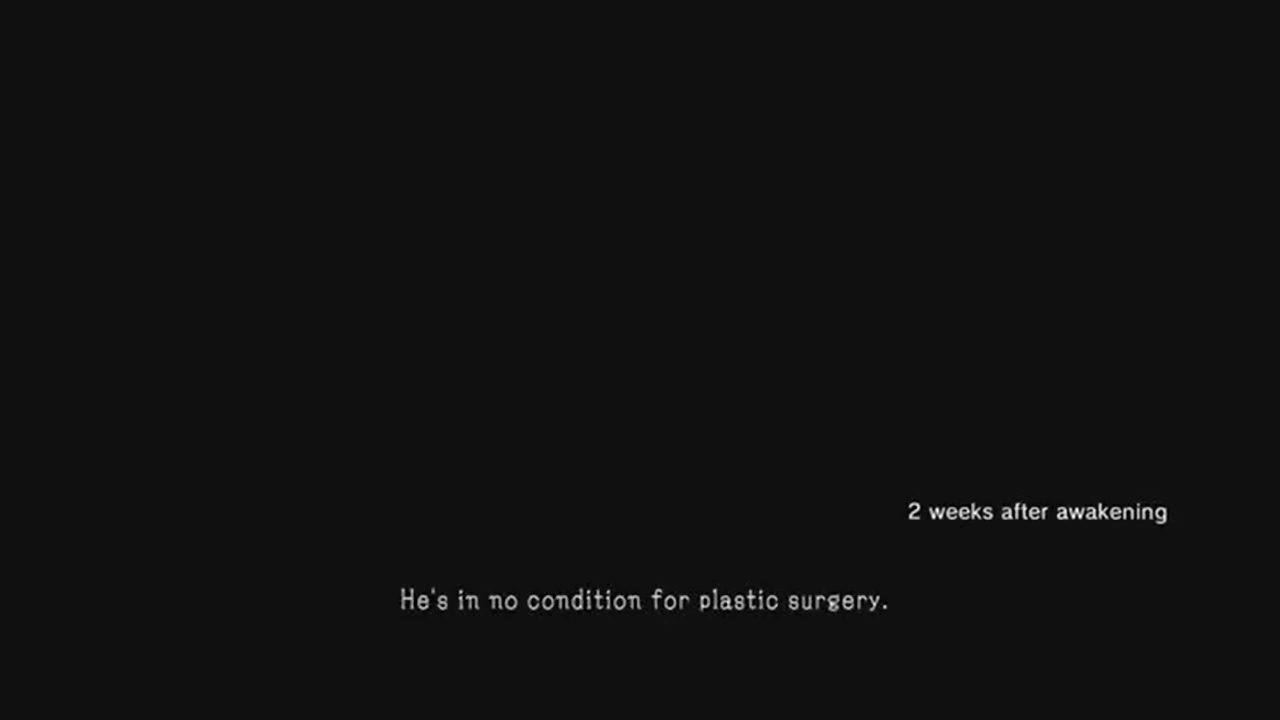 2 weeks after awakening
He's in no condition for plastic surgery.